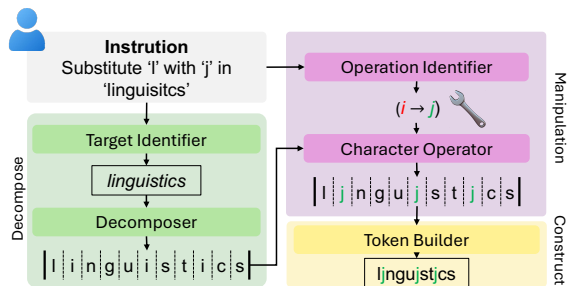 Instrution
Substitute ‘l’ with ‘j’ in
‘linguisitcs’
Decompose
Target Identifier
linguistics
Decomposer
l i n g u i s t i c s
Manipulation
Operation Identifier
(i → j)
Character Operator
l j n g u j s t j c s
Construct
Token Builder
ljngujstjcs